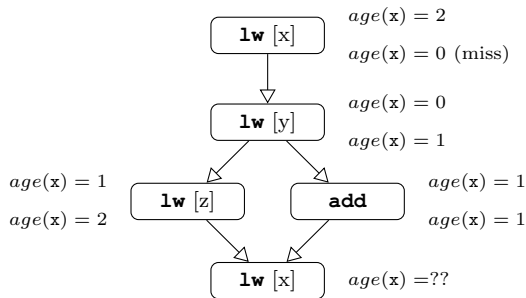 age(x) = 2
lw [x]
age(x) = 0 (miss)
age(x) = 0
lw [y]
age(x) = 1
age(x) = 1
lw [z]
age(x) = 2
add
age(x) = 1
age(x) = 1
lw [x]
age(x) =??